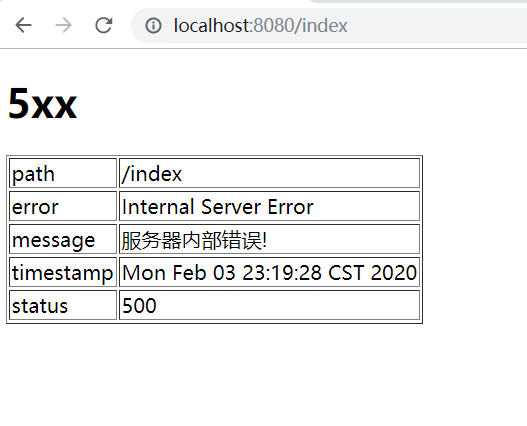 localhost:8080/index
5xx
path /index
error Internal Server Error
message 服务器内部错误!
timestamp Mon Feb 03 23:19:28 CST 2020
status 500